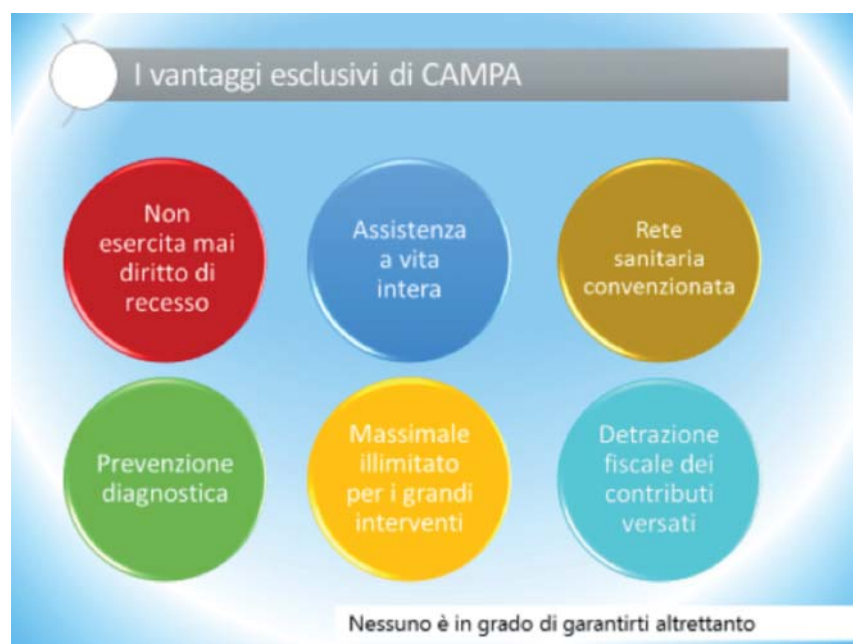 I vantaggi esclusivi di CAMPA
Non
esercita mai
diritto di
recesso
Assistenza
a vita
intera
Rete
sanitaria
convenzionata
Prevenzione
diagnostica
Massimale
illimitato
per i grandi
interventi
Detrazione
fiscale dei
contributi
versati
Nessuno è in grado di garantirti altrettanto